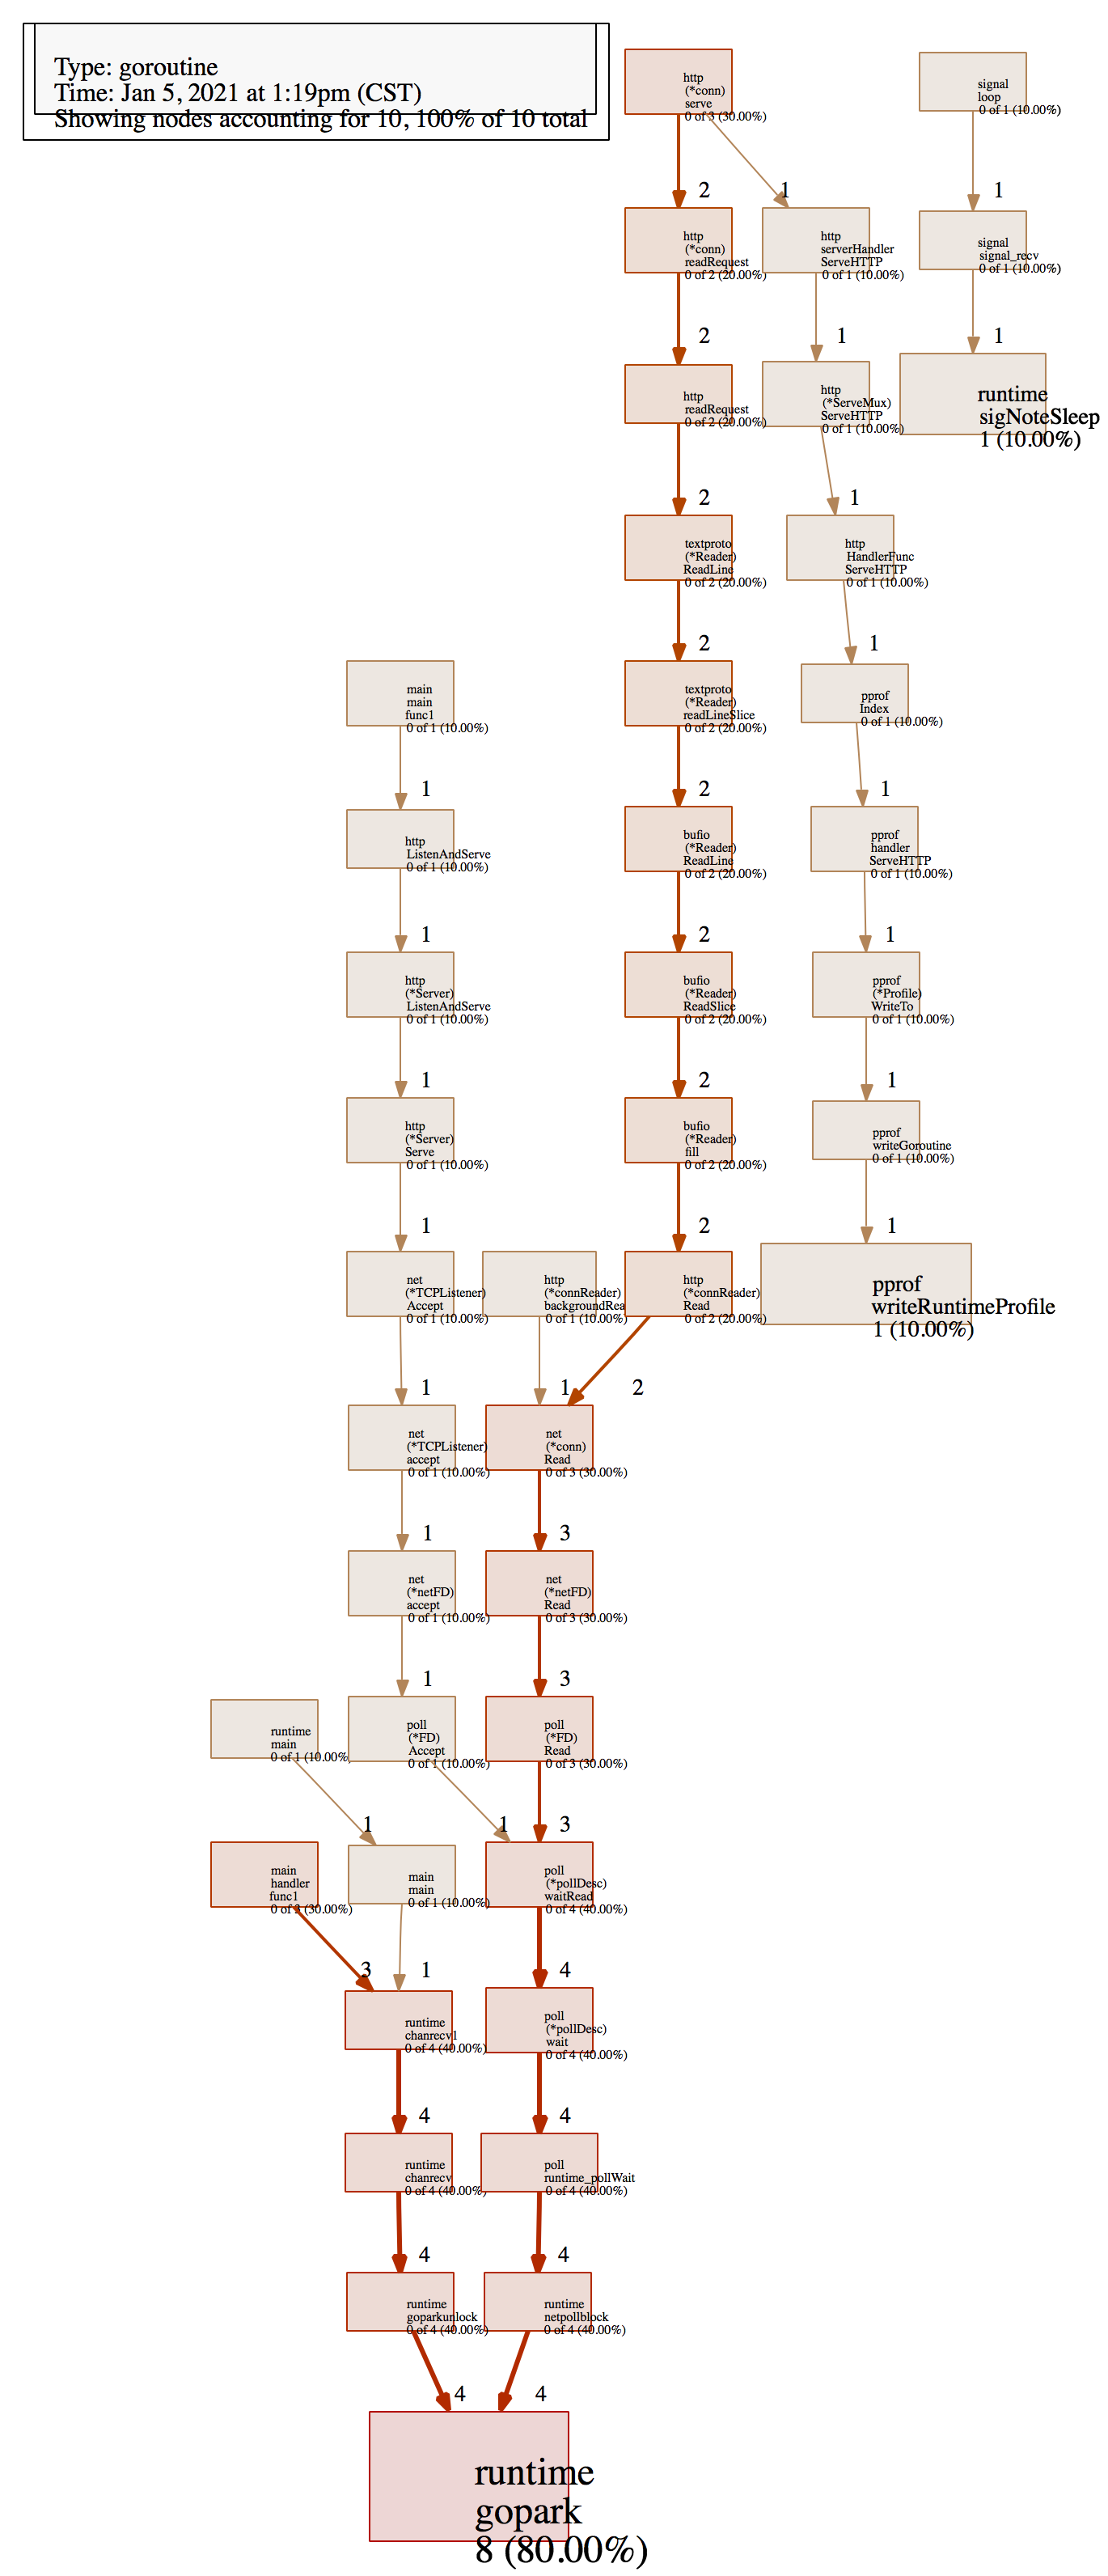 Type: goroutine
Time: Jan 5, 2021 at 1:19pm (CST)
Showing nodes accounting for 10, 100% of 10 total
http
(*conn)
serve
0 of 3 (30.00%)
signal
loop
0 of 1 (10.00%)
2
1
1
http
(*conn)
readRequest
0 of 2 (20.00%)
http
serverHandler
ServeHTTP
0 of 1 (10.00%)
signal
signal_recv
0 of 1 (10.00%)
2
1
1
http
readRequest
0 of 2 (20.00%)
http
(*ServeMux)
ServeHTTP
0 of 1 (10.00%)
runtime
sigNoteSleep
1 (10.00%)
2
1
textproto
(*Reader)
ReadLine
0 of 2 (20.00%)
http
HandlerFunc
ServeHTTP
0 of 1 (10.00%)
2
1
main
main
func1
0 of 1 (10.00%)
textproto
(*Reader)
readLineSlice
0 of 2 (20.00%)
pprof
Index
0 of 1 (10.00%)
1
2
1
http
ListenAndServe
0 of 1 (10.00%)
bufio
(*Reader)
ReadLine
0 of 2 (20.00%)
pprof
handler
ServeHTTP
0 of 1 (10.00%)
1
2
1
http
(*Server)
ListenAndServe
0 of 1 (10.00%)
bufio
(*Reader)
ReadSlice
0 of 2 (20.00%)
pprof
(*Profile)
WriteTo
0 of 1 (10.00%)
1
2
1
http
(*Server)
Serve
0 of 1 (10.00%)
bufio
(*Reader)
fill
0 of 2 (20.00%)
pprof
writeGoroutine
0 of 1 (10.00%)
1
2
1
net
(*TCPListener)
Accept
0 of 1 (10.00%)
http
(*connReader)
backgroundRea
0 of 1 (10.00%)
http
(*connReader)
Read
0 of 2 (20.00%)
pprof
writeRuntimeProfile
1 (10.00%)
1
1
2
net
(*TCPListener)
accept
0 of 1 (10.00%)
net
(*conn)
Read
0 of 3 (30.00%)
1
3
net
(*netFD)
accept
0 of 1 (10.00%)
net
(*netFD)
Read
0 of 3 (30.00%)
1
3
runtime
main
0 of 1 (10.00%)
poll
(*FD)
Accept
0 of 1 (10.00%)
poll
(*FD)
Read
0 of 3 (30.00%)
1
1
3
main
handler
func1
0 of 3 (30.00%)
main
main
0 of 1 (10.00%)
poll
(*pollDesc)
waitRead
0 of 4 (40.00%)
3
1
4
runtime
chanrecv1
0 of 4 (40.00%)
poll
(*pollDesc)
wait
0 of 4 (40.00%)
4
4
runtime
chanrecv
0 of 4 (40.00%)
poll
runtime_pollWait
0 of 4 (40.00%)
4
4
runtime
goparkunlock
0 of 4 (40.00%)
runtime
netpollblock
0 of 4 (40.00%)
4
4
runtime
gopark
8 (80.00%)